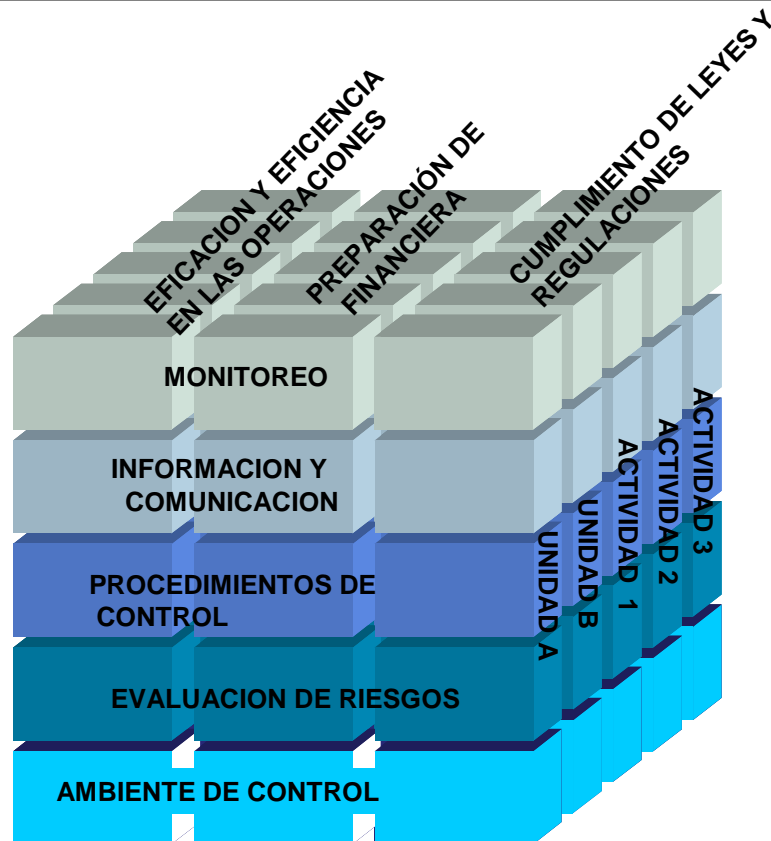 EFICACION Y EFICIENCIA
EN LAS OPERACIONES
PREPARACIÓN DE
FINANCIERA
CUMPLIMIENTO DE LEYES Y
REGULACIONES
MONITOREO
INFORMACION Y
COMUNICACION
PROCEDIMIENTOS DE
CONTROL
EVALUACION DE RIESGOS
AMBIENTE DE CONTROL
UNIDAD A
UNIDAD B
ACTIVIDAD 1
ACTIVIDAD 2
ACTIVIDAD 3